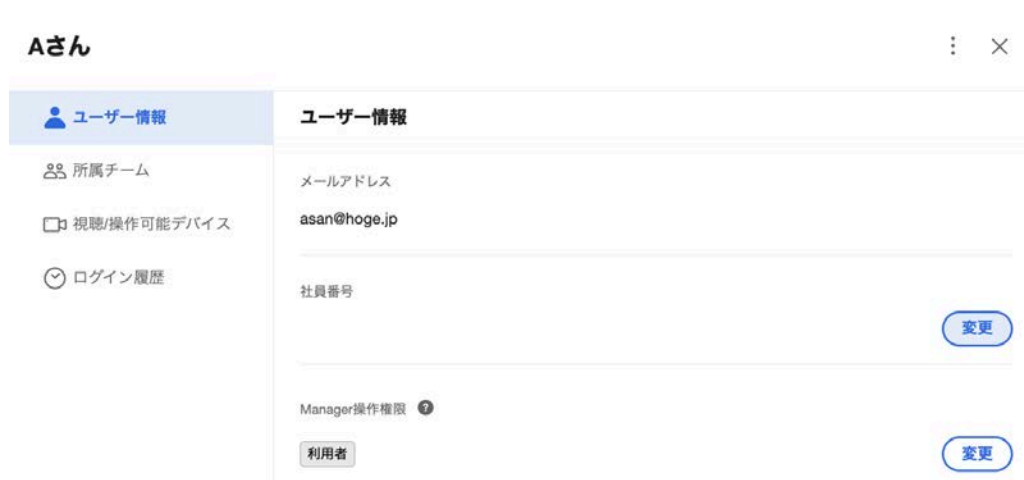 Aさん
ユーザー情報
所属チーム
視聴/操作可能デバイス
ログイン履歴
ユーザー情報
メールアドレス
asan@hoge.jp
社員番号
変更
Manager操作権限 ?
利用者
変更